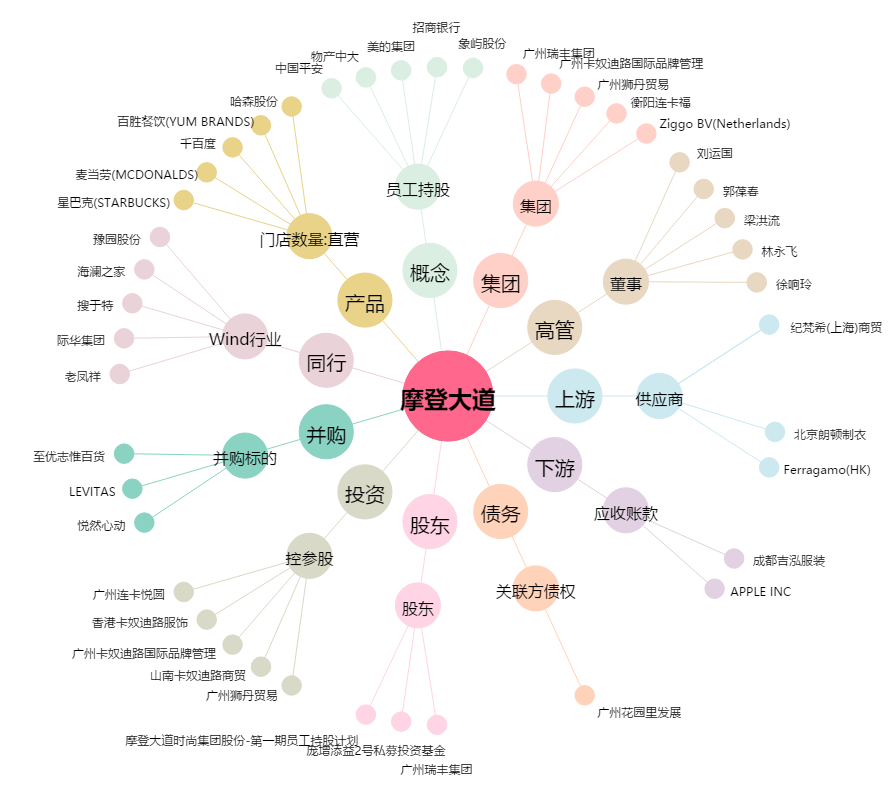 招商银行
象屿股份
美的集团
物产中大
中国平安
员工持股
概念
广州瑞丰集团
广州卡奴迪路国际品牌管理
广州狮丹贸易
衡阳连卡福
Ziggo BV(Netherlands)
集团
集团
刘运国
郭葆春
梁洪流
林永飞
徐响玲
董事
高管
纪梵希(上海)商贸
北京朗顿制衣
Ferragamo(HK)
供应商
上游
成都吉泓服装
APPLE INC
应收账款
下游
债务
关联方债权
广州花园里发展
股东
股东
摩登大道时尚集团股份-第一期员工持股计划
庞增添益2号私募投资基金
广州瑞丰集团
投资
控参股
广州连卡悦圆
香港卡奴迪路服饰
广州卡奴迪路国际品牌管理
山南卡奴迪路商贸
广州狮丹贸易
并购
并购标的
至优志惟百货
LEVITAS
悦然心动
同行
Wind行业
豫园股份
海澜之家
搜于特
际华集团
老凤祥
产品
门店数量:直营
哈森股份
百胜餐饮(YUM BRANDS)
千百度
麦当劳(MCDONALDS)
星巴克(STARBUCKS)
摩登大道